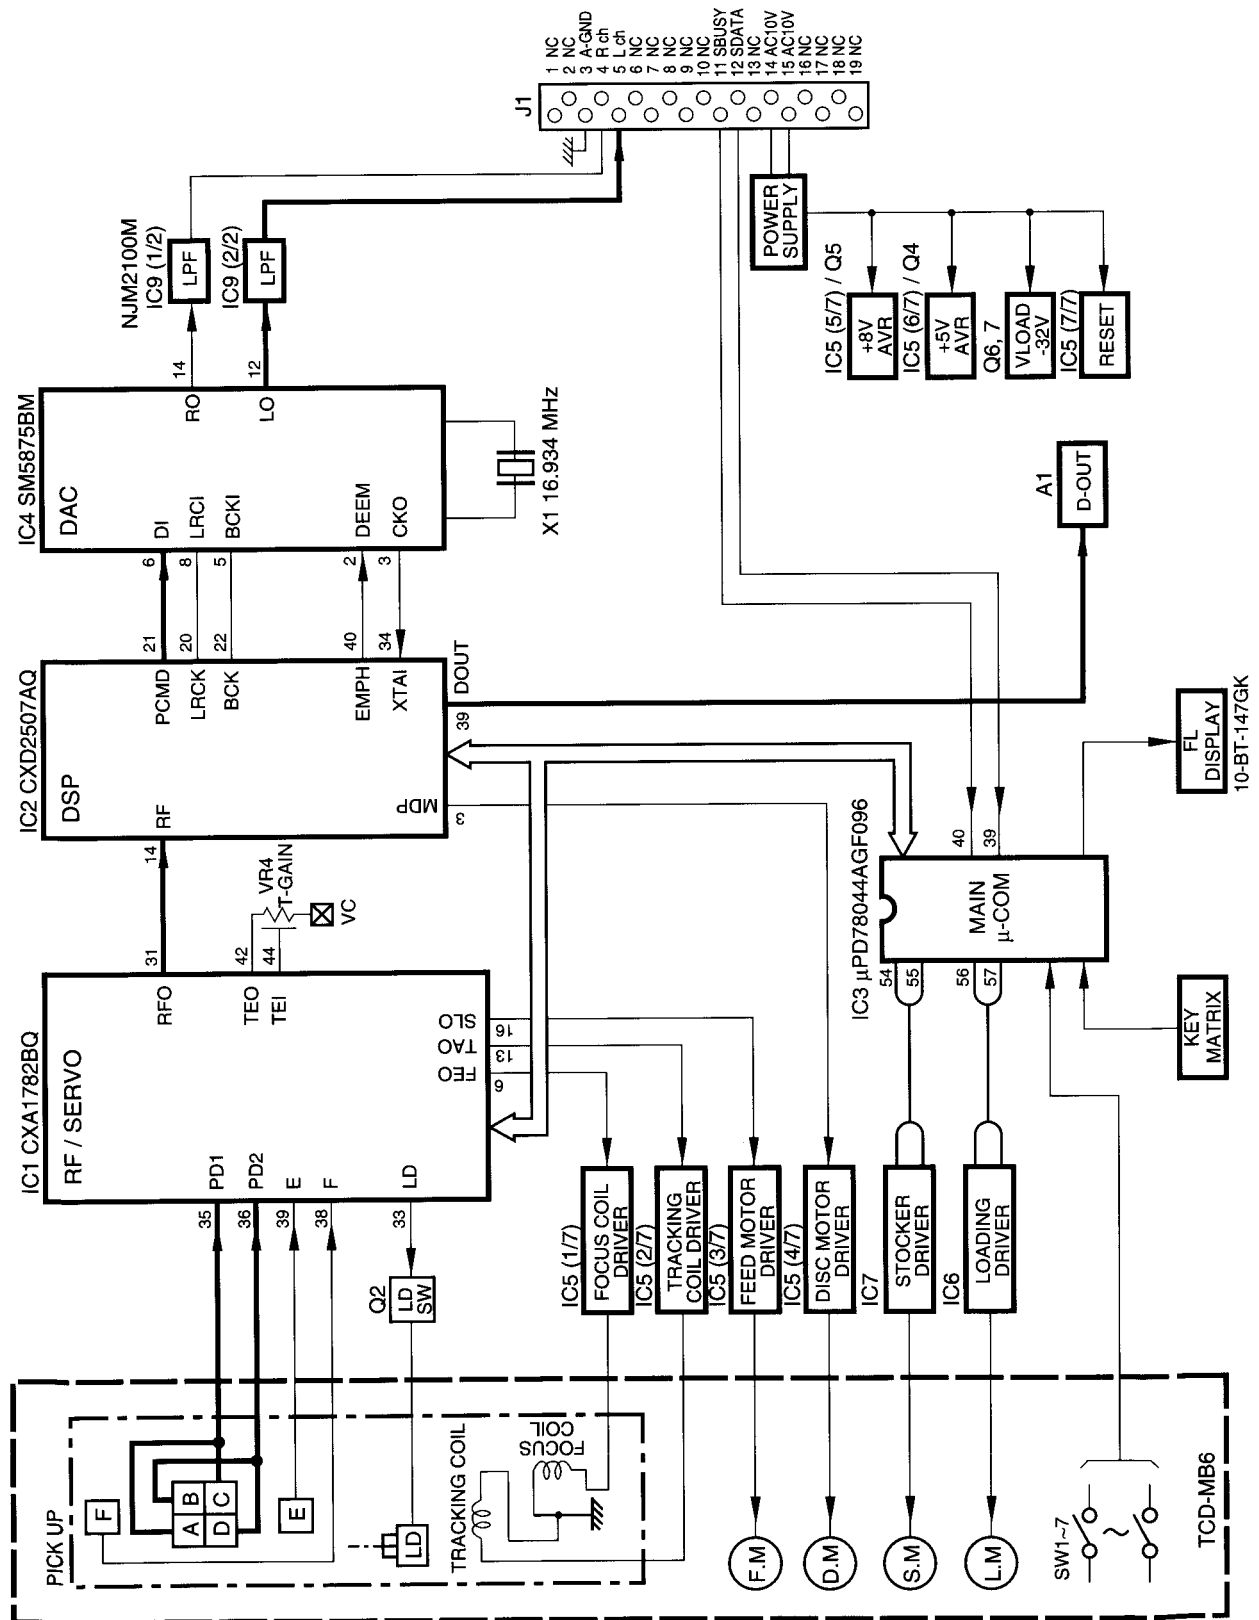 PICK UP
F
A
B
D
C
E
LD
TRACKING COIL
FOCUS
COIL
F.M
D.M
S.M
L.M
SW1~7
TCD-MB6
IC1 CXA1782BQ
RF / SERVO
35
PD1
36
PD2
39
E
38
F
33
LD
Q2
LD
SW
RFO
31
TEO
42
TEI
44
VR4
T-GAIN
VC
FEO
6
TAO
13
SLO
16
IC5 (1/7)
FOCUS COIL
DRIVER
IC5 (2/7)
TRACKING
COIL DRIVER
IC5 (3/7)
FEED MOTOR
DRIVER
IC5 (4/7)
DISC MOTOR
DRIVER
IC7
STOCKER
DRIVER
IC6
LOADING
DRIVER
IC2 CXD2507AQ
DSP
14
RF
PCMD
21
LRCK
20
BCK
22
EMPH
40
XTAI
34
MDP
3
39
DOUT
IC4 SM5875BM
DAC
6
DI
8
LRCI
5
BCKI
2
DEEM
3
CKO
RO
14
LO
12
X1 16.934 MHz
NJM2100M
IC9 (1/2)
LPF
IC9 (2/2)
LPF
J1
1 NC
2 NC
3 A-GND
4 R ch
5 L ch
6 NC
7 NC
8 NC
9 NC
10 NC
11 SBUSY
12 SDATA
13 NC
14 AC10V
15 AC10V
16 NC
17 NC
18 NC
19 NC
POWER
SUPPLY
IC5 (5/7) / Q5
+8V
AVR
IC5 (6/7) / Q4
+5V
AVR
Q6, 7
VLOAD
-32V
IC5 (7/7)
RESET
A1
D-OUT
IC3 µPD78044AGF096
54
55
56
57
MAIN
µ-COM
40
39
KEY
MATRIX
FL
DISPLAY
10-BT-147GK